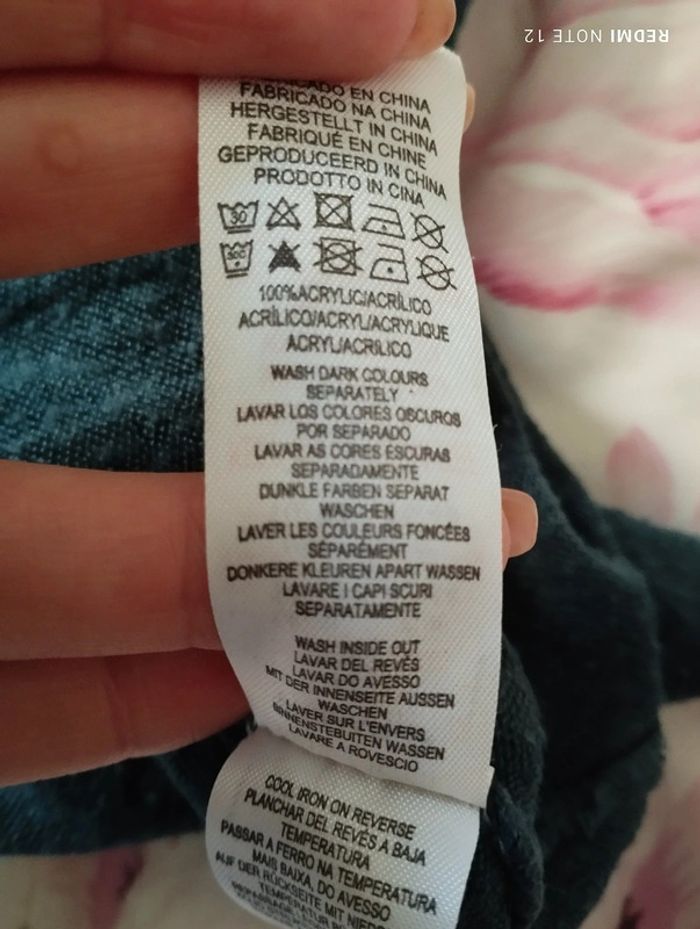 EN CHINA
FABRICADO NA CHINA
HERGESTELLT IN CHINA
FABRIQUÉ EN CHINE
GEPRODUCEERD IN CHINA
PRODOTTO IN CINA
30
30C
100%ACRYLIC/ACRÍLICO
ACRÍLICO/ACRYL/ACRYLIQUE
ACRYL/ACRILICO
WASH DARK COLOURS
SEPARATELY
LAVAR LOS COLORES OSCUROS
POR SEPARADO
LAVAR AS CORES ESCURAS
SEPARADAMENTE
DUNKLE FARBEN SEPARAT
WASCHEN
LAVER LES COULEURS FONCÉES
SÉPARÉMENT
DONKERE KLEUREN APART WASSEN
LAVARE I CAPI SCURI
SEPARATAMENTE
WASH INSIDE OUT
LAVAR DEL REVÉS
LAVAR DO AVESSO
MIT DER INNENSEITE AUSSEN
WASCHEN
LAVER SUR L'ENVERS
BINNENSTEBUITEN WASSEN
LAVARE A ROVESCIO
COOL IRON ON REVERSE
PLANCHAR DEL REVÉS A BAJA
TEMPERATURA
PASSAR A FERRO NA TEMPERATURA
MAIS BAIXA, DO AVESSO
AUF DER RÜCKSEITE MIT
REDMI NOTE 12